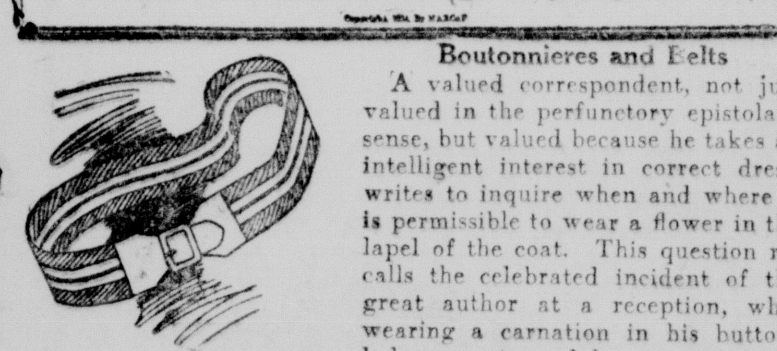 Boutonnieres and Belts
A valued correspondent, not ju
valued in the perfunctory epistola
sense, but valued because he takes a
intelligent interest in correct dre
writes to inquire when and where
is permissible to wear a flower in t
lapel of the coat. This question r
calls the celebrated incident of t
great author at a reception, wh
wearing a carnation in his butto